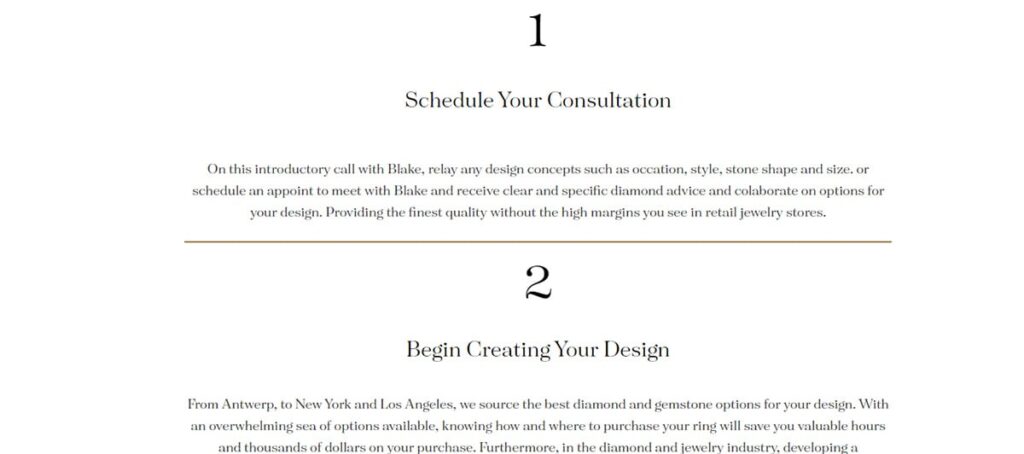 1
Schedule Your Consultation
On this introductory call with Blake, relay any design concepts such as occation, style, stone shape and size. or
schedule an appoint to meet with Blake and receive clear and specific diamond advice and colaborate on options for
your design. Providing the finest quality without the high margins you see in retail jewelry stores.
2
Begin Creating Your Design
From Antwerp, to New York and Los Angeles, we source the best diamond and gemstone options for your design. With
an overwhelming sea of options available, knowing how and where to purchase your ring will save you valuable hours
and thousands of dollars on your purchase. Furthermore, in the diamond and jewelry industry, developing a